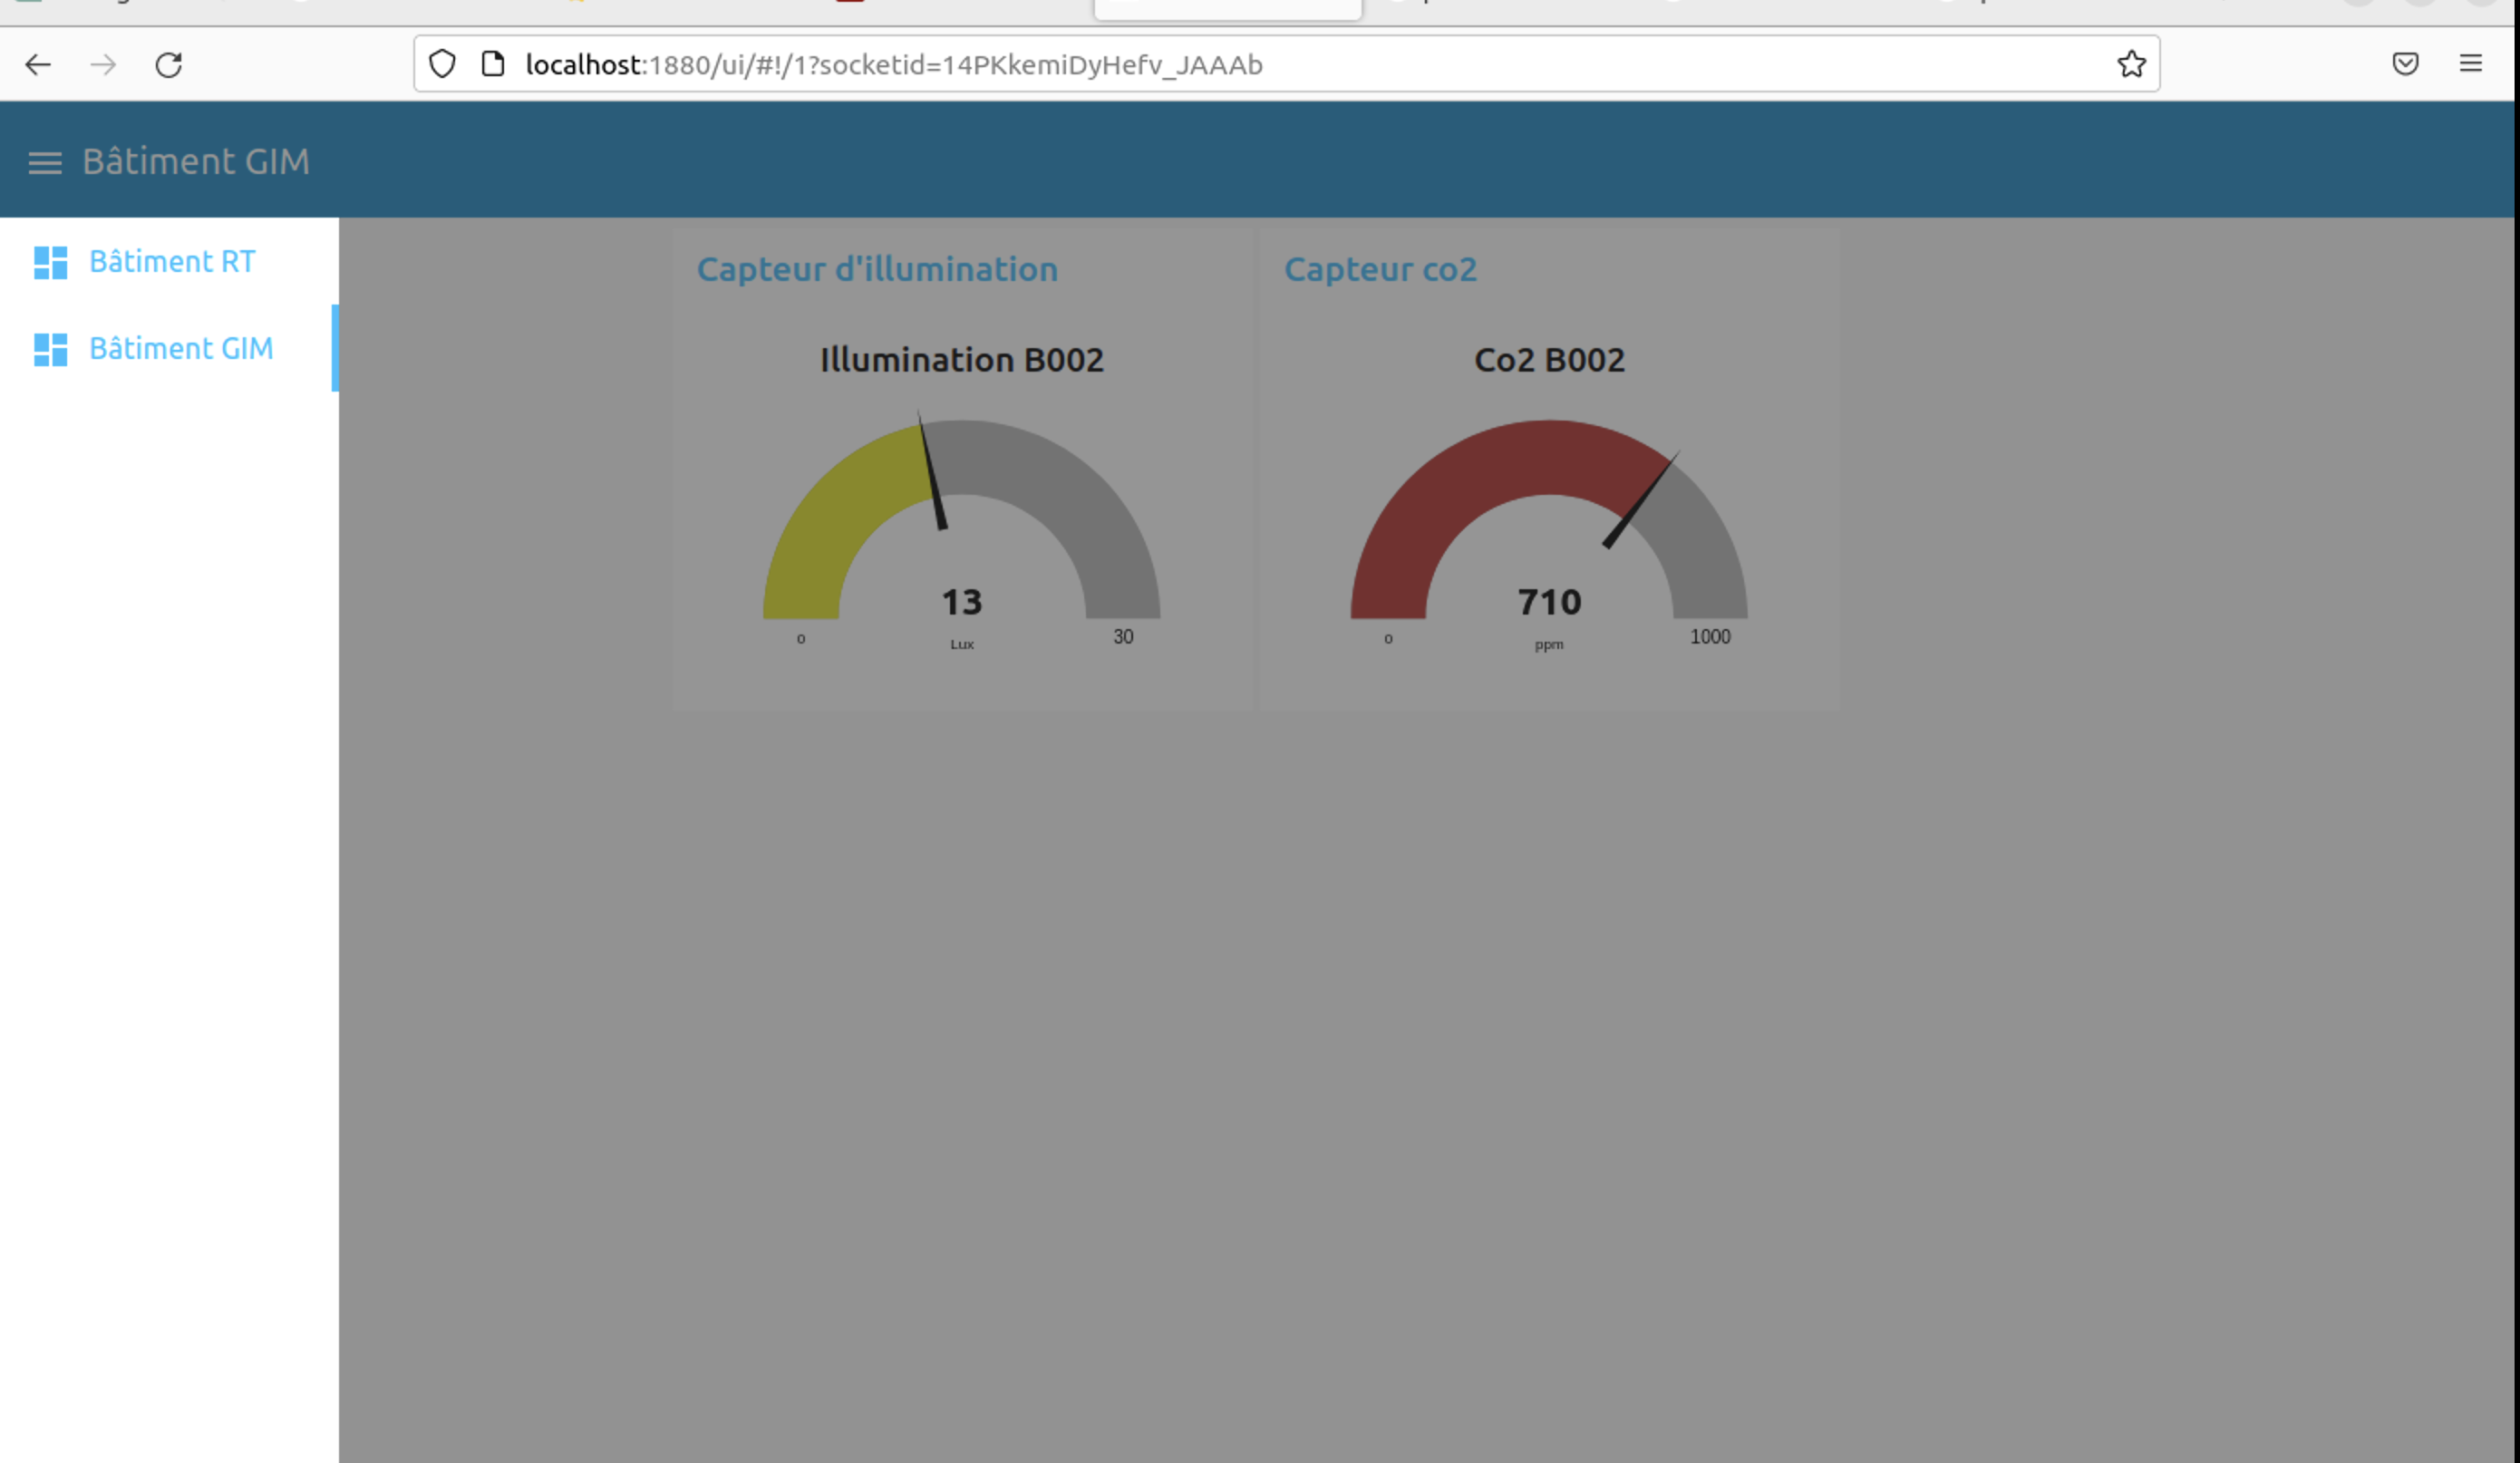 localhost:1880/ui/#!/1?socketid=14PKkemiDyHefv_JAAAb
Bâtiment GIM
Bâtiment RT
Bâtiment GIM
Capteur d'illumination
Illumination B002
13
Lux
0
30
Capteur co2
Co2 B002
710
ppm
0
1000